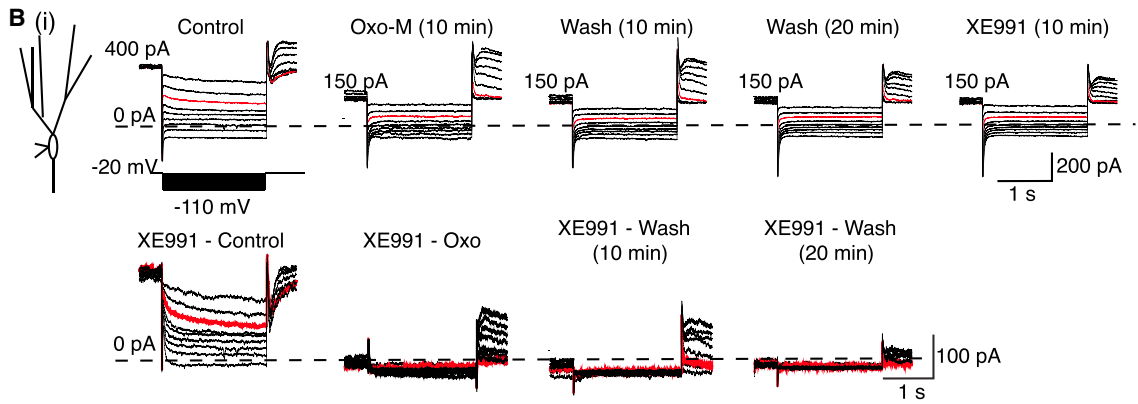 B (i)
Control
Oxo-M (10 min)
Wash (10 min)
Wash (20 min)
XE991 (10 min)
400 pA
150 pA
150 pA
150 pA
150 pA
0 pA
-20 mV
-110 mV
200 pA
1 s
XE991 - Control
XE991 - Oxo
XE991 - Wash
(10 min)
XE991 - Wash
(20 min)
0 pA
100 pA
1 s